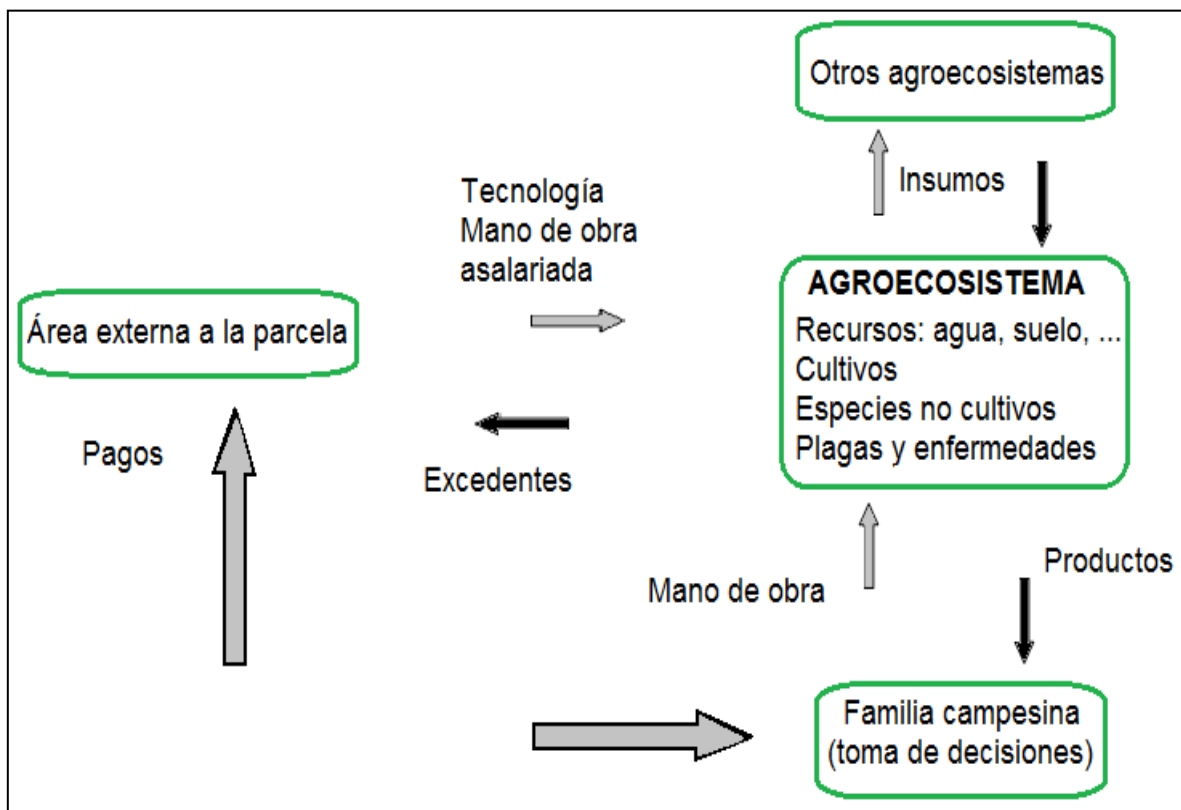 Otros agroecosistemas
Insumos
Tecnología
Mano de obra
asalariada
AGROECOSISTEMA
Recursos: agua, suelo, ...
Cultivos
Especies no cultivos
Plagas y enfermedades
Área externa a la parcela
Pagos
Excedentes
Mano de obra
Productos
Familia campesina
(toma de decisiones)